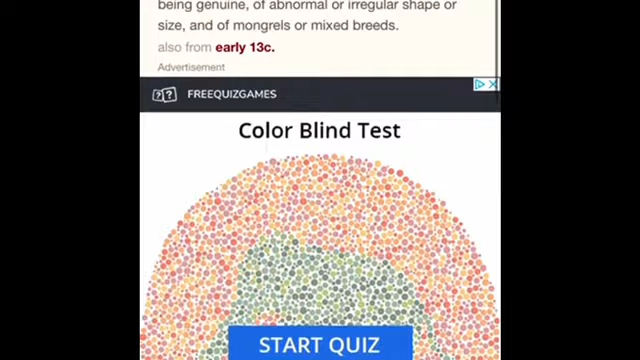 being genuine, of abnormal or irregular shape or
size, and of mongrels or mixed breeds.
also from early 13c.
Advertisement
FREEQUIZGAMES
Color Blind Test
START QUIZ